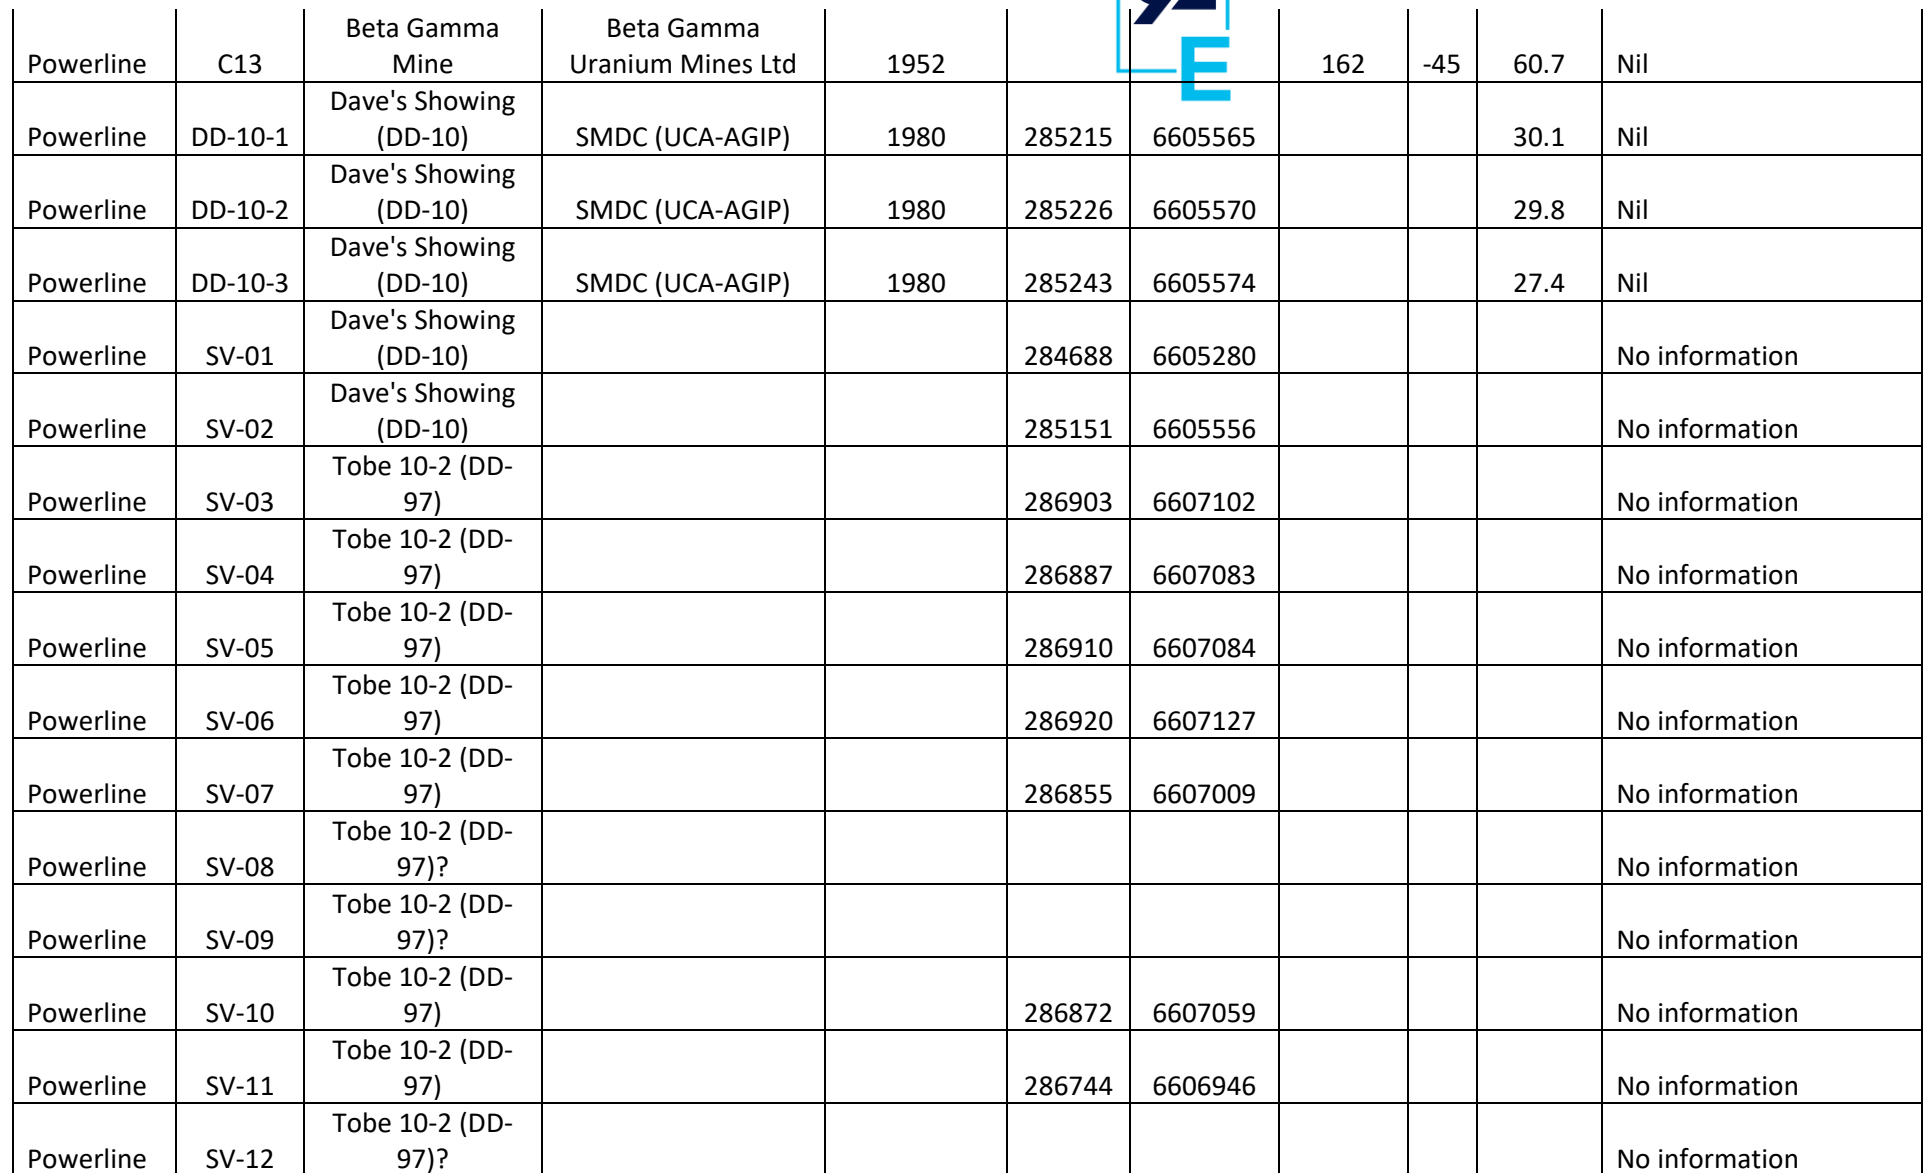 Powerline C13 Beta Gamma Mine Beta Gamma Uranium Mines Ltd 1952 162 -45 60.7 Nil
E
Powerline DD-10-1 Dave's Showing (DD-10) SMDC (UCA-AGIP) 1980 285215 6605565 30.1 Nil
Powerline DD-10-2 Dave's Showing (DD-10) SMDC (UCA-AGIP) 1980 285226 6605570 29.8 Nil
Powerline DD-10-3 Dave's Showing (DD-10) SMDC (UCA-AGIP) 1980 285243 6605574 27.4 Nil
Powerline SV-01 Dave's Showing (DD-10) 284688 6605280 No information
Powerline SV-02 Dave's Showing (DD-10) 285151 6605556 No information
Powerline SV-03 Tobe 10-2 (DD-97) 286903 6607102 No information
Powerline SV-04 Tobe 10-2 (DD-97) 286887 6607083 No information
Powerline SV-05 Tobe 10-2 (DD-97) 286910 6607084 No information
Powerline SV-06 Tobe 10-2 (DD-97) 286920 6607127 No information
Powerline SV-07 Tobe 10-2 (DD-97) 286855 6607009 No information
Powerline SV-08 Tobe 10-2 (DD-97)? No information
Powerline SV-09 Tobe 10-2 (DD-97)? No information
Powerline SV-10 Tobe 10-2 (DD-97) 286872 6607059 No information
Powerline SV-11 Tobe 10-2 (DD-97) 286744 6606946 No information
Powerline SV-12 Tobe 10-2 (DD-97)? No information